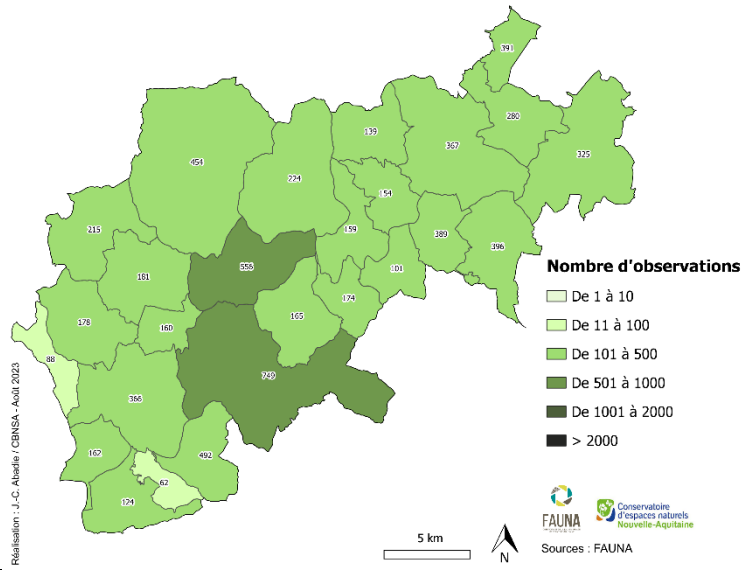 391
139
367
280
454
224
154
325
215
159
389
396
181
558
101
174
178
160
165
88
749
366
162
492
62
124
Nombre d'observations
De 1 à 10
De 11 à 100
De 101 à 500
De 501 à 1000
De 1001 à 2000
> 2000
Réalisation : J.-C. Abadie / CBNSA - Août 2023
5 km
N
FAUNA
Conservatoire
d'espaces naturels
Nouvelle-Aquitaine
Sources : FAUNA